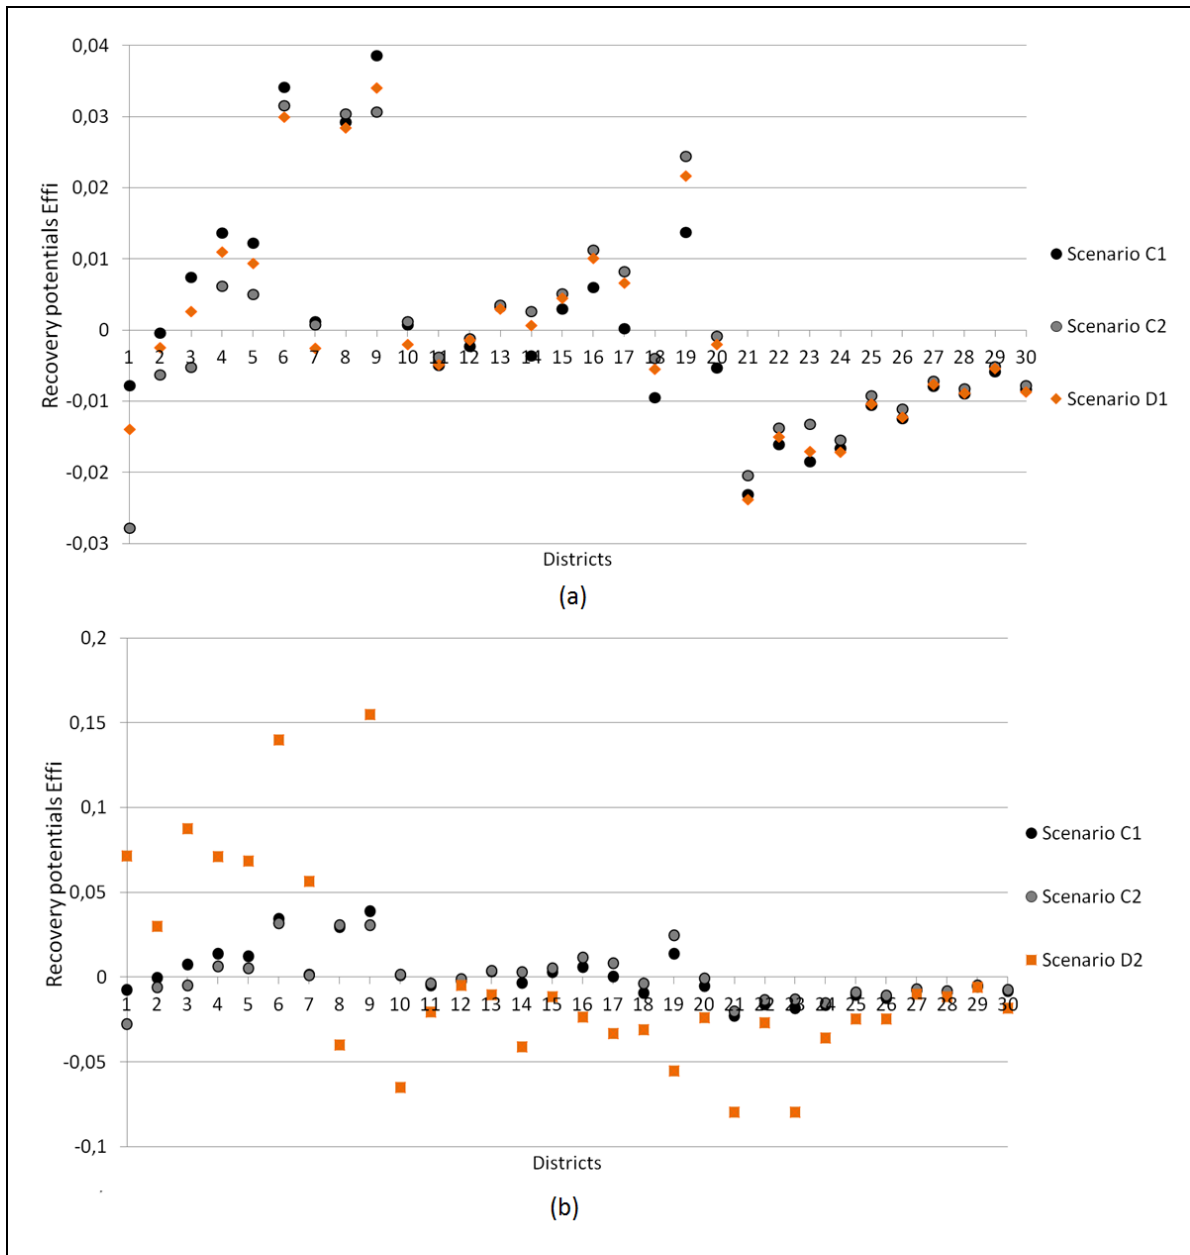 0,04
0,03
0,02
0,01
0
-0,01
-0,02
-0,03
Recovery potentials Effi
1 2 3 4 5 6 7 8 9 10 11 12 13 14 15 16 17 18 19 20 21 22 23 24 25 26 27 28 29 30
Districts
Scenario C1
Scenario C2
Scenario D1
(a)
0,2
0,15
0,1
0,05
0
-0,05
-0,1
Recovery potentials Effi
1 2 3 4 5 6 7 8 9 10 11 12 13 14 15 16 17 18 19 20 21 22 23 24 25 26 27 28 29 30
Districts
Scenario C1
Scenario C2
Scenario D2
(b)